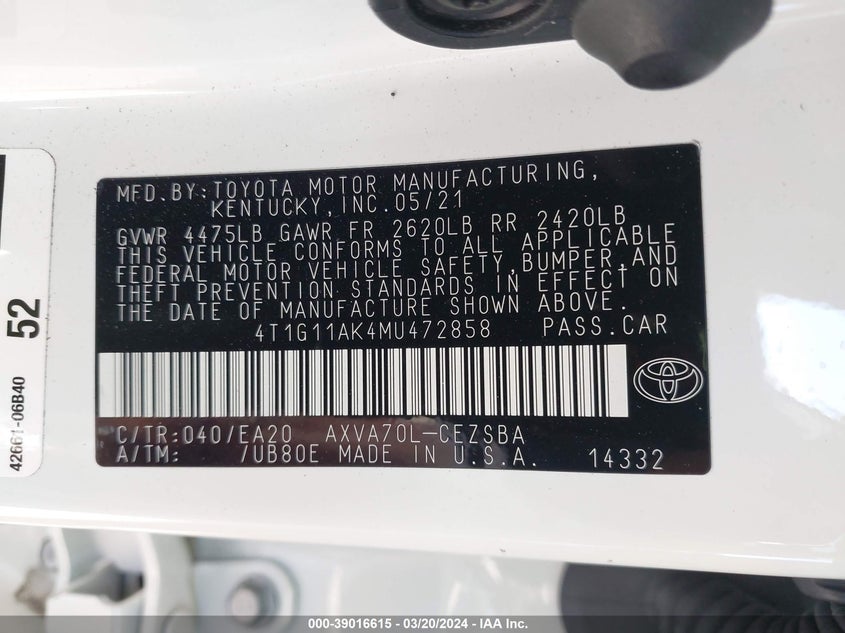 MFD.BY:TOYOTA MOTOR MANUFACTURING,
KENTUCKY,INC.05/21
GVWR 4475LB GAWR FR 2620LB RR 2420LB
THIS VEHICLE CONFORMS TO ALL APPLICABLE
FEDERAL MOTOR VEHICLE SAFETY,BUMPER,AND
THEFT PREVENTION STANDARDS IN EFFECT ON
THE DATE OF MANUFACTURE SHOWN ABOVE.
4T1G11AK4MU472858 PASS.CAR
C/TR:040/EA20 AXVA70L-CEZSBA
A/TM: /UB80E MADE IN U.S.A. 14332
52
42661-06B40
000-39016615 - 03/20/2024 - IAA Inc.